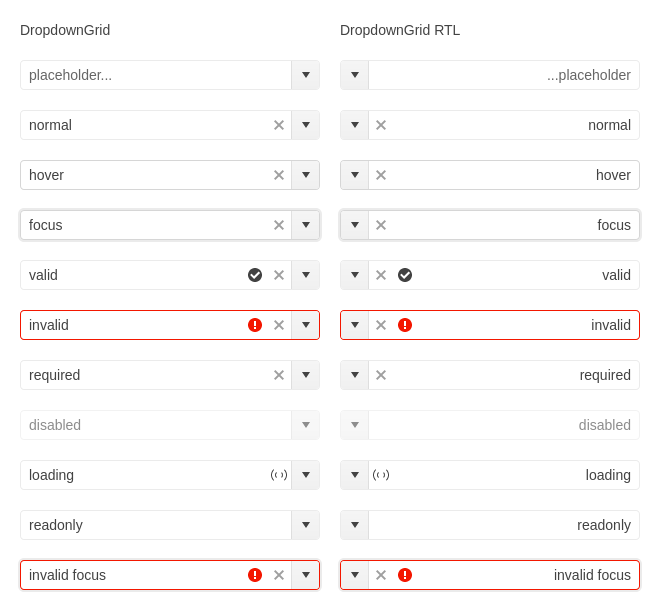 DropdownGrid
placeholder...
normal
hover
focus
valid
invalid
required
disabled
loading
readonly
invalid focus
DropdownGrid RTL
...placeholder
normal
hover
focus
valid
invalid
required
disabled
loading
readonly
invalid focus